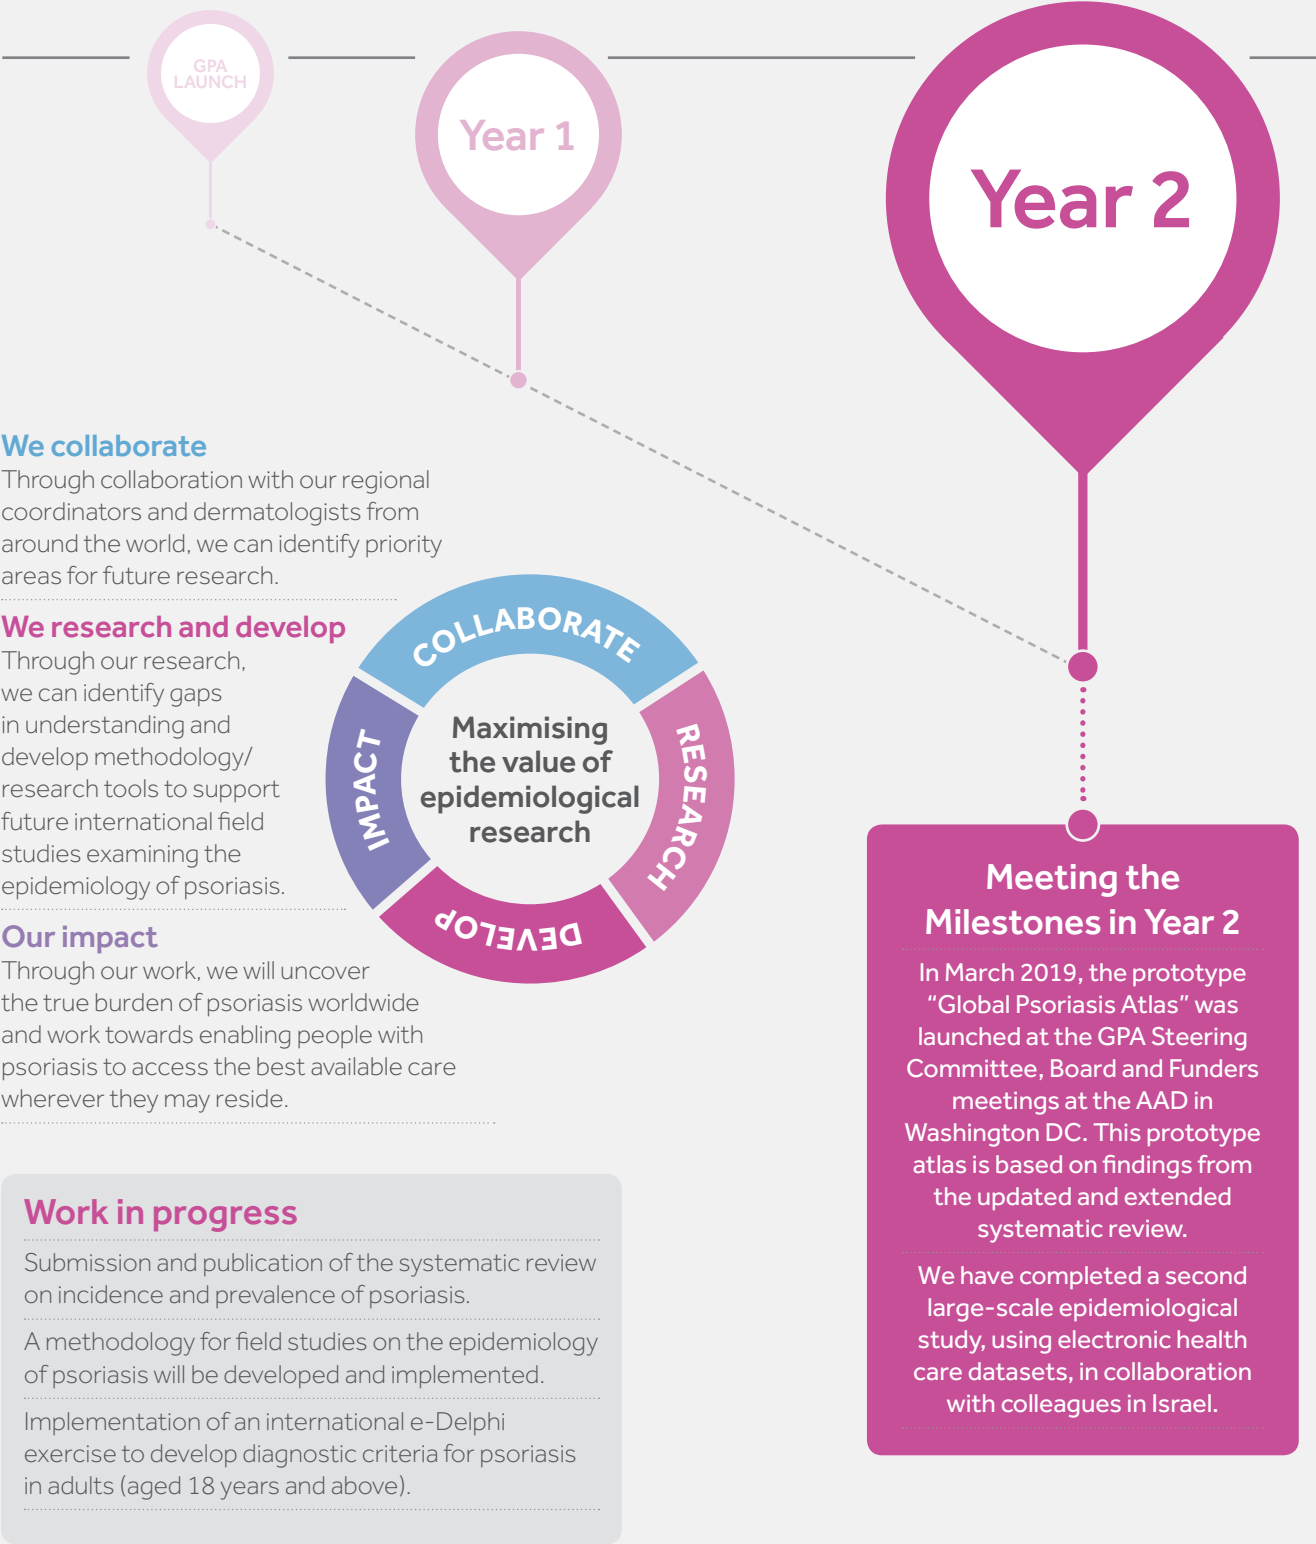 GPA
LAUNCH
Year 1
Year 2
We collaborate
Through collaboration with our regional
coordinators and dermatologists from
around the world, we can identify priority
areas for future research.
We research and develop
Through our research,
we can identify gaps
in understanding and
develop methodology/
research tools to support
future international field
studies examining the
epidemiology of psoriasis.
Our impact
Through our work, we will uncover
the true burden of psoriasis worldwide
and work towards enabling people with
psoriasis to access the best available care
wherever they may reside.
COLLABORATE
RESEARCH
DEVELOP
IMPACT
Maximising
the value of
epidemiological
research
Work in progress
Submission and publication of the systematic review
on incidence and prevalence of psoriasis.
A methodology for field studies on the epidemiology
of psoriasis will be developed and implemented.
Implementation of an international e-Delphi
exercise to develop diagnostic criteria for psoriasis
in adults (aged 18 years and above).
Meeting the
Milestones in Year 2
In March 2019, the prototype
“Global Psoriasis Atlas” was
launched at the GPA Steering
Committee, Board and Funders
meetings at the AAD in
Washington DC. This prototype
atlas is based on findings from
the updated and extended
systematic review.
We have completed a second
large-scale epidemiological
study, using electronic health
care datasets, in collaboration
with colleagues in Israel.